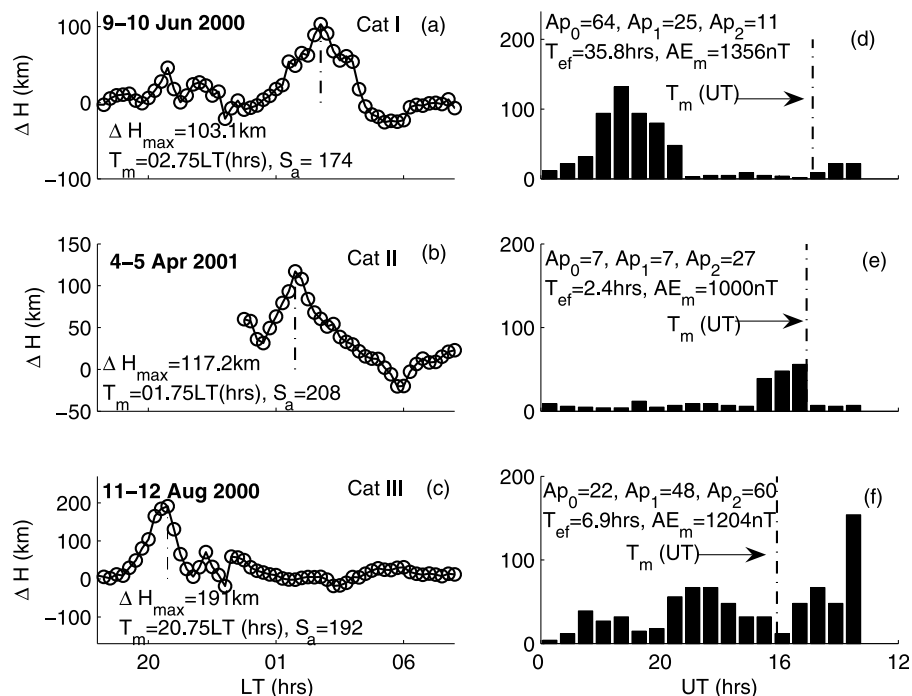 9–10 Jun 2000 Cat I (a)
100
0
−100
Δ H (km)
Δ H_max=103.1km
T_m=02.75LT(hrs), S_a = 174
Ap_0=64, Ap_1=25, Ap_2=11
(d)
T_ef=35.8hrs, AE_m=1356nT
T_m (UT)
200
100
0
4–5 Apr 2001 Cat II (b)
150
100
50
0
−50
Δ H (km)
Δ H_max=117.2km
T_m=01.75LT(hrs), S_a=208
Ap_0=7, Ap_1=7, Ap_2=27
(e)
T_ef=2.4hrs, AE_m=1000nT
T_m (UT)
200
100
0
11–12 Aug 2000 Cat III (c)
200
100
0
−100
Δ H (km)
Δ H_max=191km
T_m=20.75LT (hrs), S_a=192
20 01 06
LT (hrs)
Ap_0=22, Ap_1=48, Ap_2=60
(f)
T_ef=6.9hrs, AE_m=1204nT
T_m (UT)
200
100
0
0 20 16 12
UT (hrs)